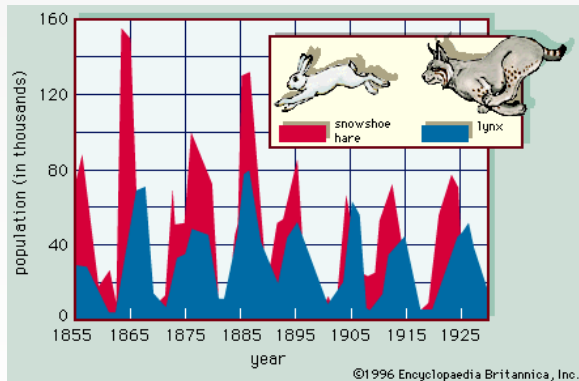 160
120
80
40
0
population (in thousands)
snowshoe
hare
lynx
1855 1865 1875 1885 1895 1905 1915 1925
year
©1996 Encyclopaedia Britannica, Inc.